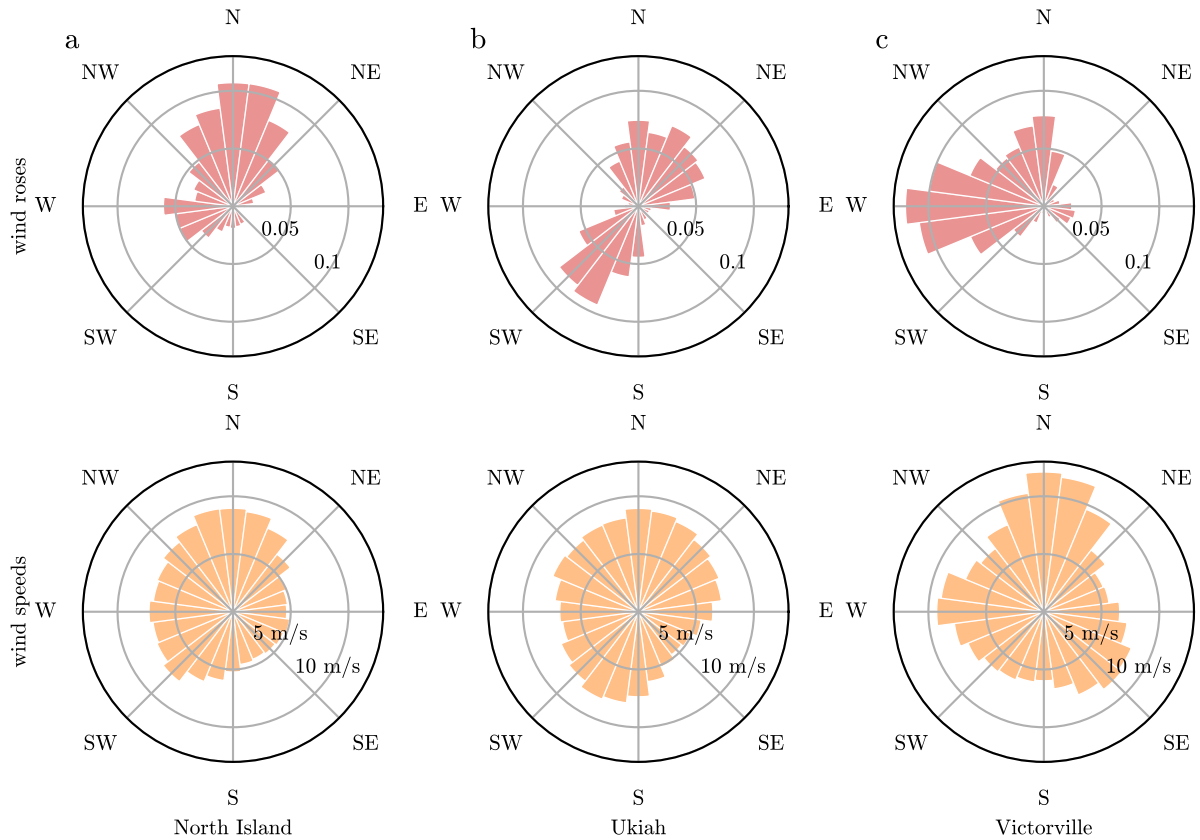 N
N
N
a
b
c
NW
NE
NW
NE
NW
NE
wind roses
W
E
W
E
W
0.05
0.05
0.05
0.1
0.1
0.1
SW
SE
SW
SE
SW
SE
S
S
S
N
N
N
NW
NE
NW
NE
NW
NE
wind speeds
W
E
W
E
W
5 m/s
5 m/s
5 m/s
10 m/s
10 m/s
10 m/s
SW
SE
SW
SE
SW
SE
S
S
S
North Island
Ukiah
Victorville